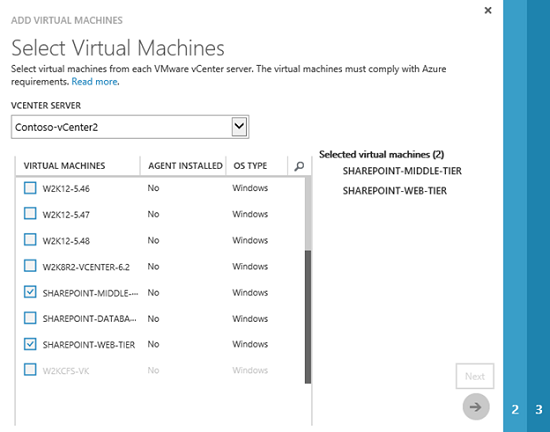 ×
ADD VIRTUAL MACHINES
Select Virtual Machines
Select virtual machines from each VMware vCenter server. The virtual machines must comply with Azure
requirements. Read more.
VCENTER SERVER
Contoso-vCenter2
VIRTUAL MACHINES AGENT INSTALLED OS TYPE
W2K12-5.46 No Windows
W2K12-5.47 No Windows
W2K12-5.48 No Windows
W2K8R2-VCENTER-6.2 No Windows
SHAREPOINT-MIDDLE-... No Windows
SHAREPOINT-DATABA... No Windows
SHAREPOINT-WEB-TIER No Windows
W2KCFS-VK No Windows
Selected virtual machines (2)
SHAREPOINT-MIDDLE-TIER
SHAREPOINT-WEB-TIER
Next
2 3